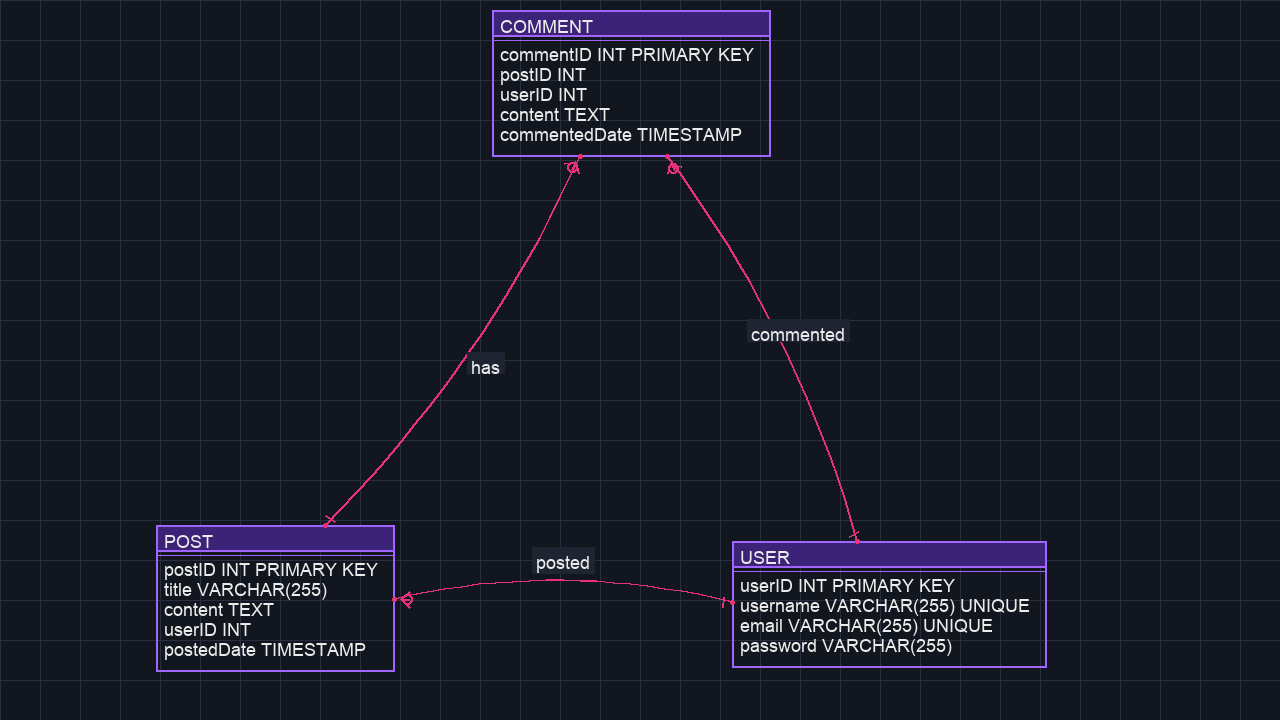 COMMENT
commentID INT PRIMARY KEY
postID INT
userID INT
content TEXT
commentedDate TIMESTAMP
commented
has
POST
postID INT PRIMARY KEY
title VARCHAR(255)
content TEXT
userID INT
postedDate TIMESTAMP
posted
USER
userID INT PRIMARY KEY
username VARCHAR(255) UNIQUE
email VARCHAR(255) UNIQUE
password VARCHAR(255)